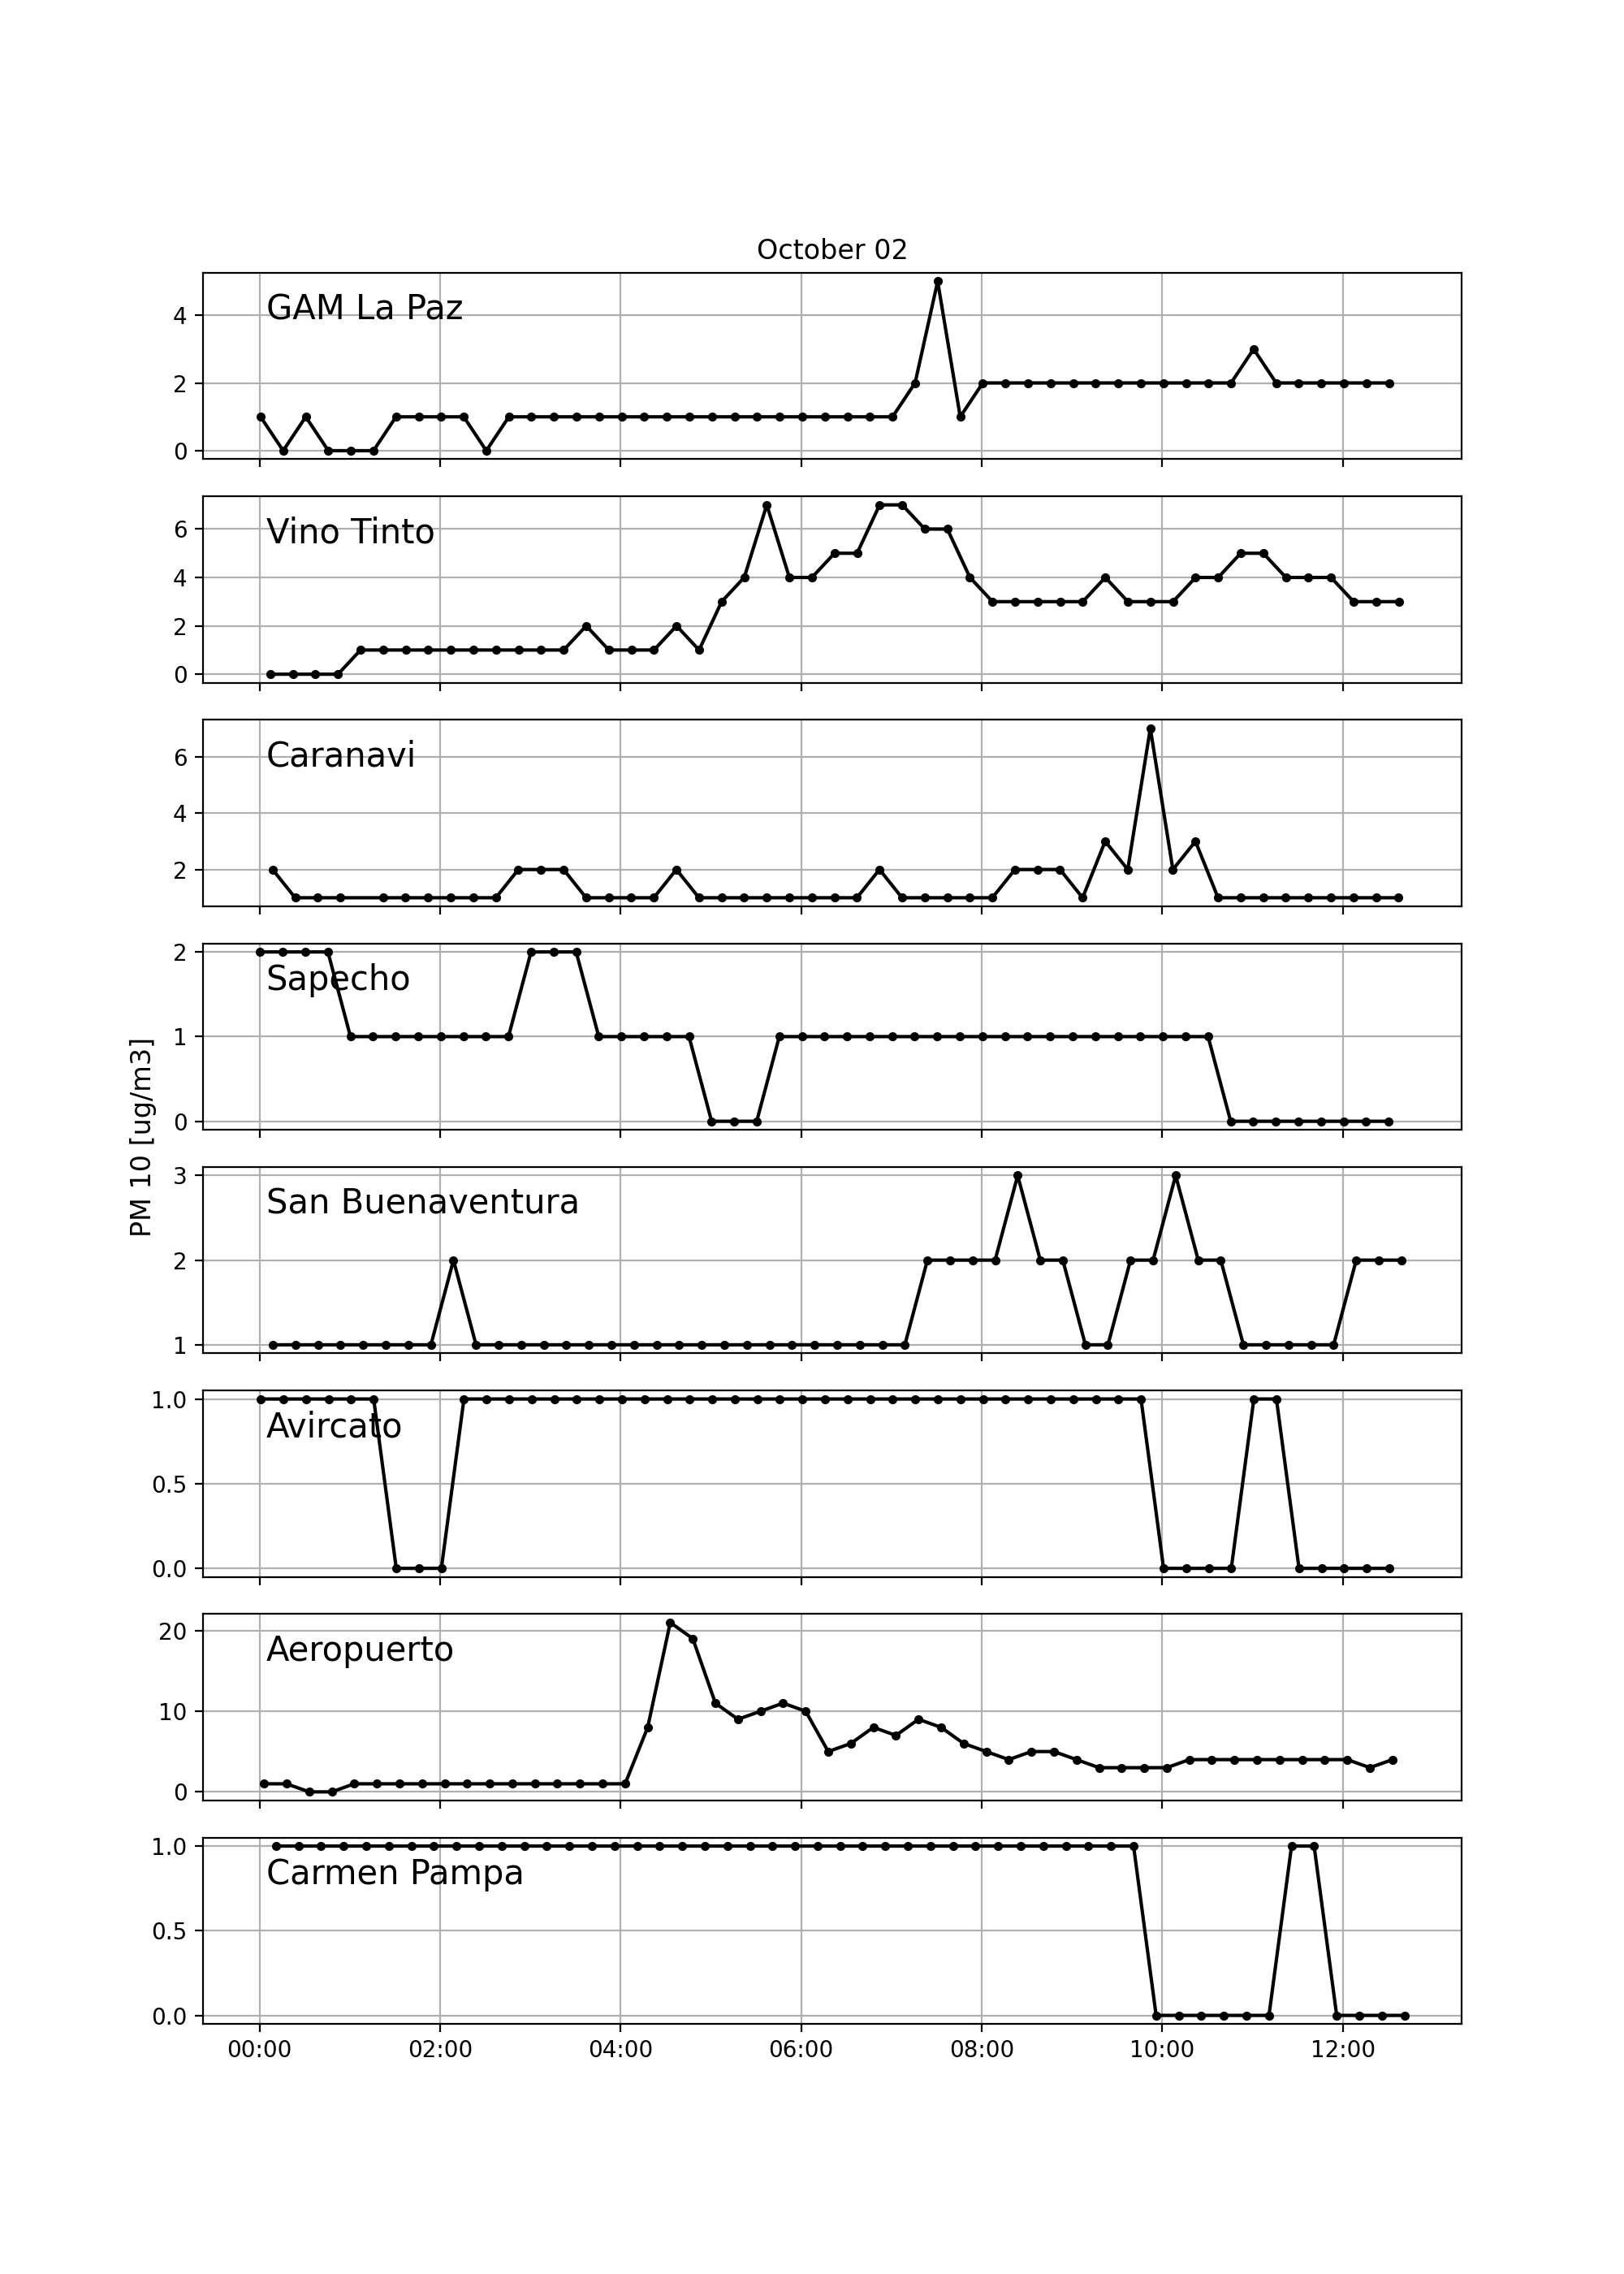 October 02
GAM La Paz
4
2
0
Vino Tinto
6
4
2
0
Caranavi
6
4
2
Sapecho
2
1
0
PM 10 [ug/m3]
San Buenaventura
3
2
1
Avircato
1.0
0.5
0.0
Aeropuerto
20
10
0
Carmen Pampa
1.0
0.5
0.0
00:00 02:00 04:00 06:00 08:00 10:00 12:00